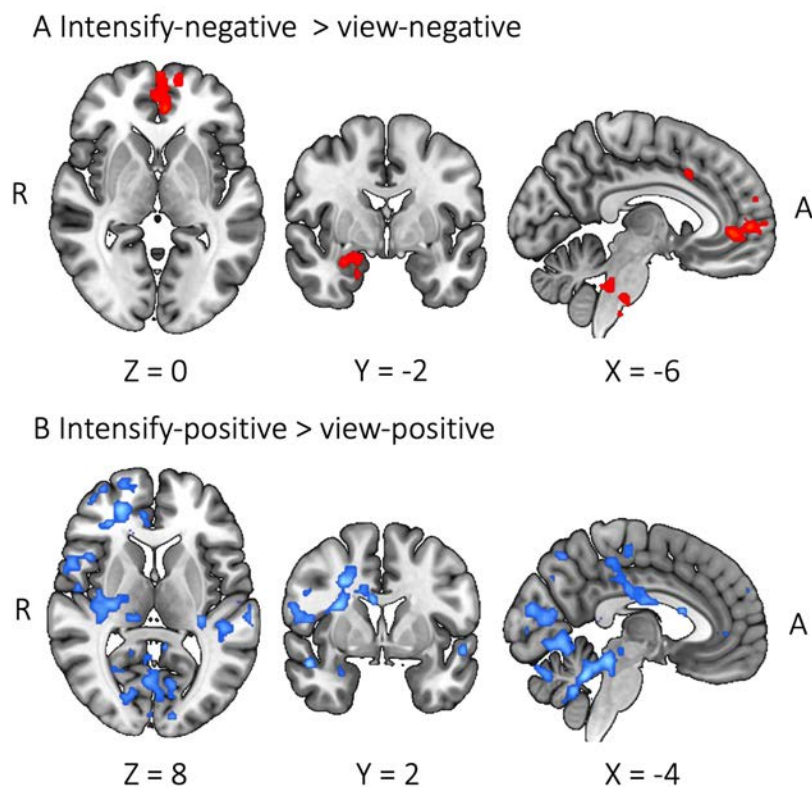 A Intensify-negative > view-negative
R
A
Z = 0
Y = -2
X = -6
B Intensify-positive > view-positive
R
A
Z = 8
Y = 2
X = -4